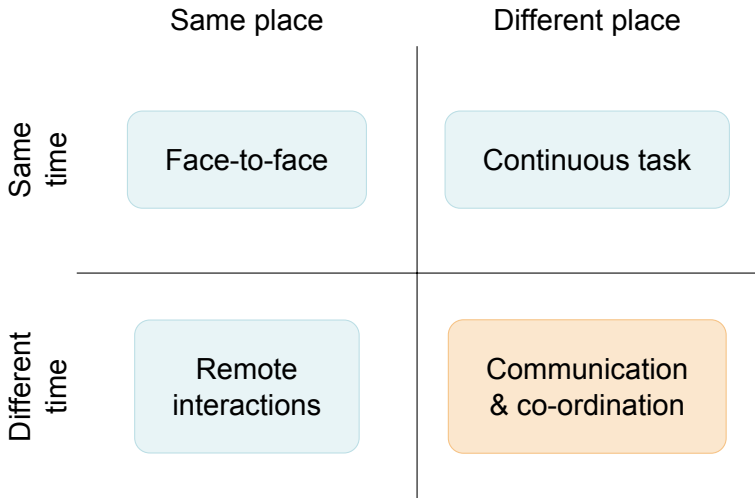 Same place
Different place
Same
time
Face-to-face
Continuous task
Different
time
Remote
interactions
Communication
& co-ordination